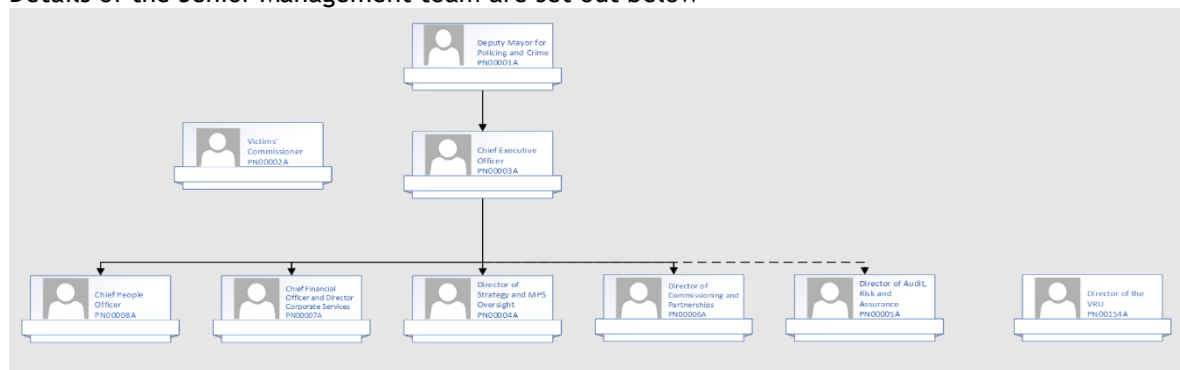 Details of the Senior Management team are set out below
Deputy Mayor for
Policing and Crime
PN00001A
Victims'
Commissioner
PN00002A
Chief Executive
Officer
PN00003A
Chief People
Officer
PN00008A
Chief Financial
Officer and Director
Corporate Services
PN00007A
Director of
Strategy and MPS
Oversight
PN00004A
Director of
Commissioning and
Partnerships
PN00006A
Director of Audit,
Risk and
Assurance
PN00005A
Director of the
VRU
PN00154A